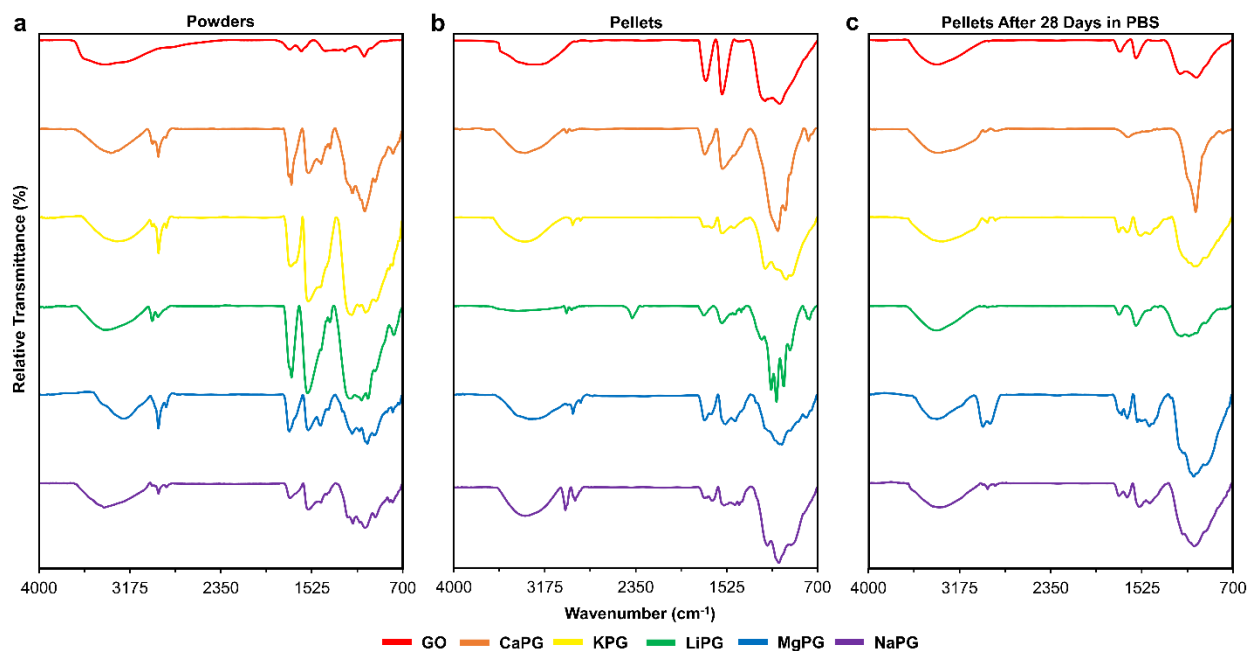 a Powders
b Pellets
c Pellets After 28 Days in PBS
Relative Transmittance (%)
4000 3175 2350 1525 700
4000 3175 2350 1525 700
4000 3175 2350 1525 700
Wavenumber (cm⁻¹)
GO CaPG KPG LiPG MgPG NaPG